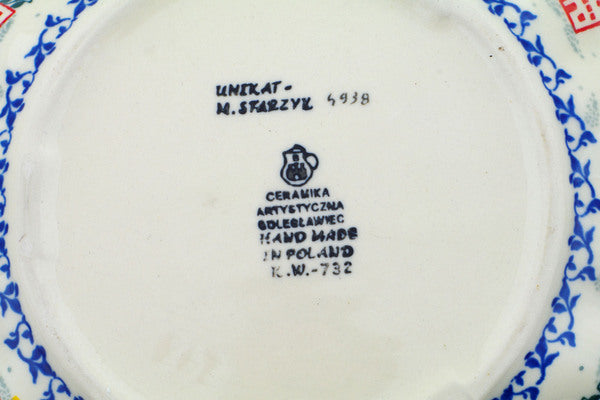 UNIKAT-
M. STARZYK 4938
CERAMIKA
ARTYSTYCZNA
BOLESŁAWIEC
HAND MADE
IN POLAND
K.W.-732